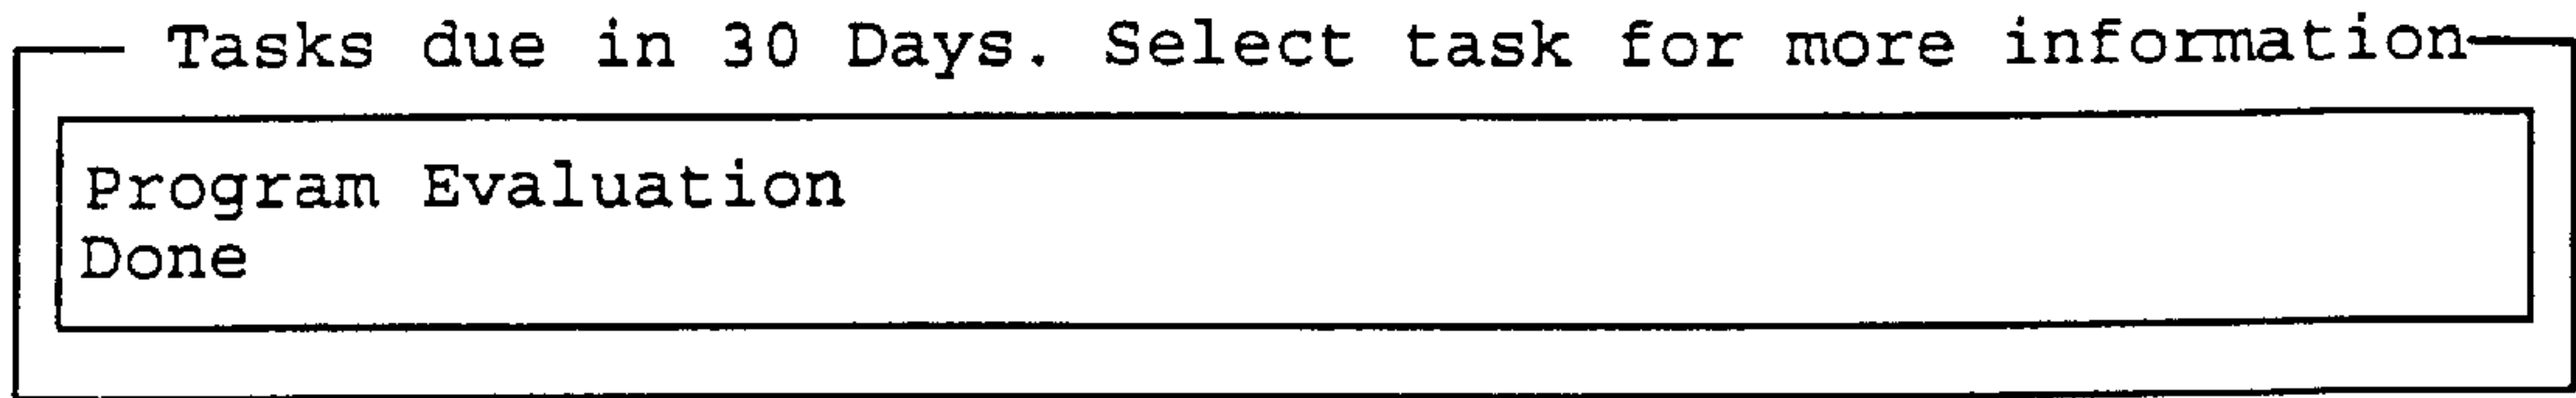 Tasks due in 30 Days. Select task for more information
Program Evaluation
Done